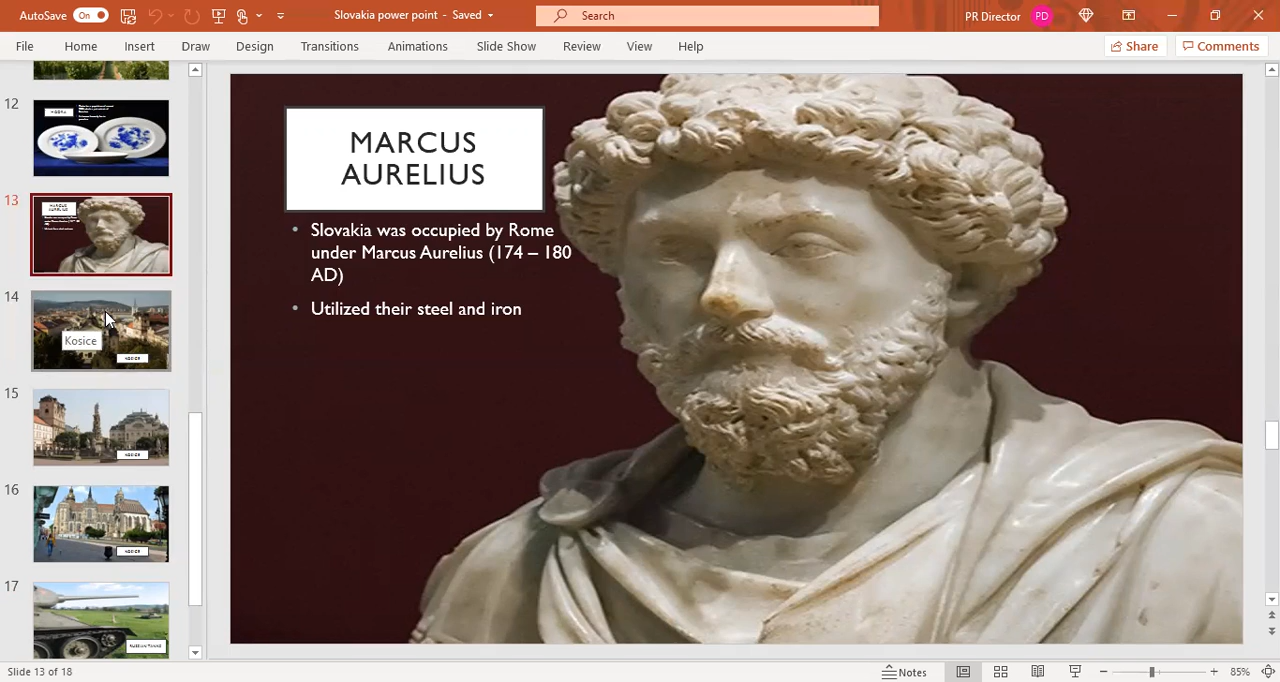 AutoSave On Slovakia power point - Saved Search PR Director PD
File Home Insert Draw Design Transitions Animations Slide Show Review View Help Share Comments
12
13
14
Kosice
15
16
17
MARCUS
AURELIUS
Slovakia was occupied by Rome
under Marcus Aurelius (174 – 180
AD)
Utilized their steel and iron
Slide 13 of 18 Notes 85%